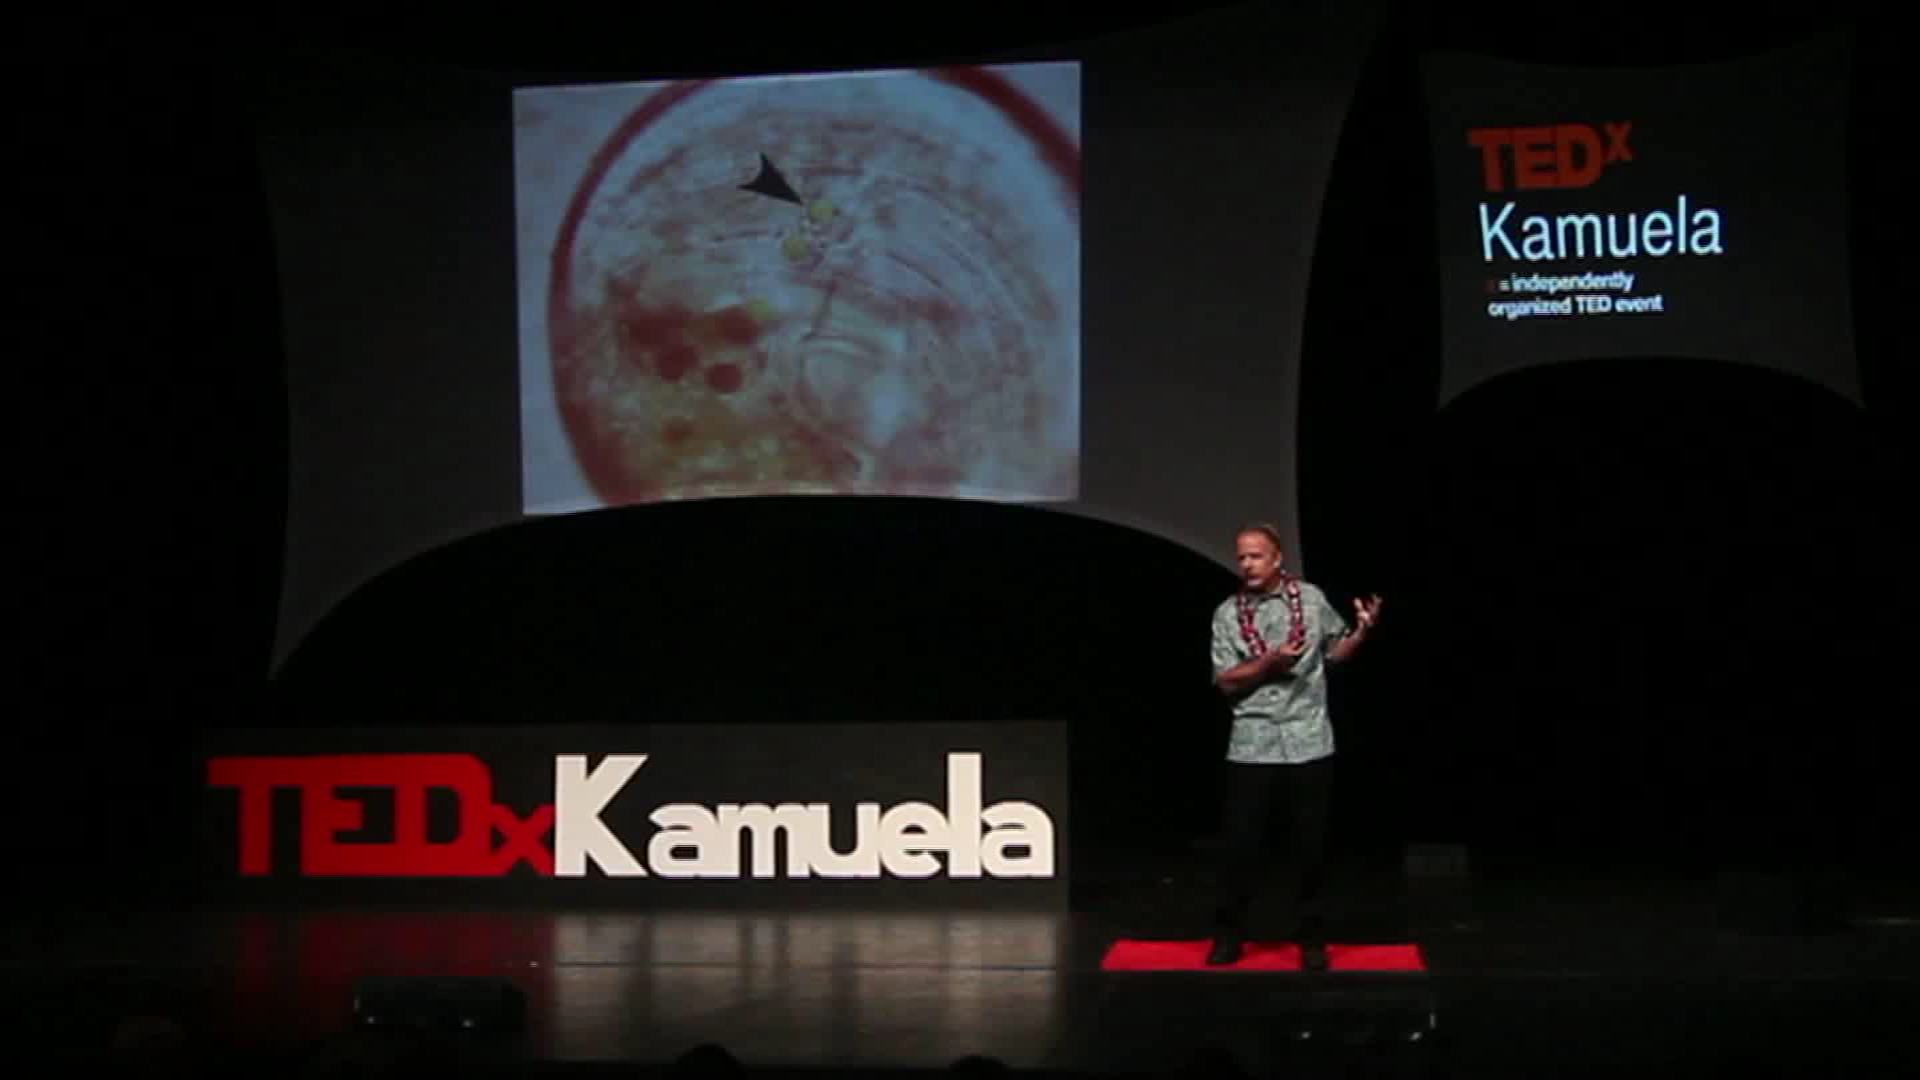 TEDx
Kamuela
x = independently
organized TED event
TEDxKamuela